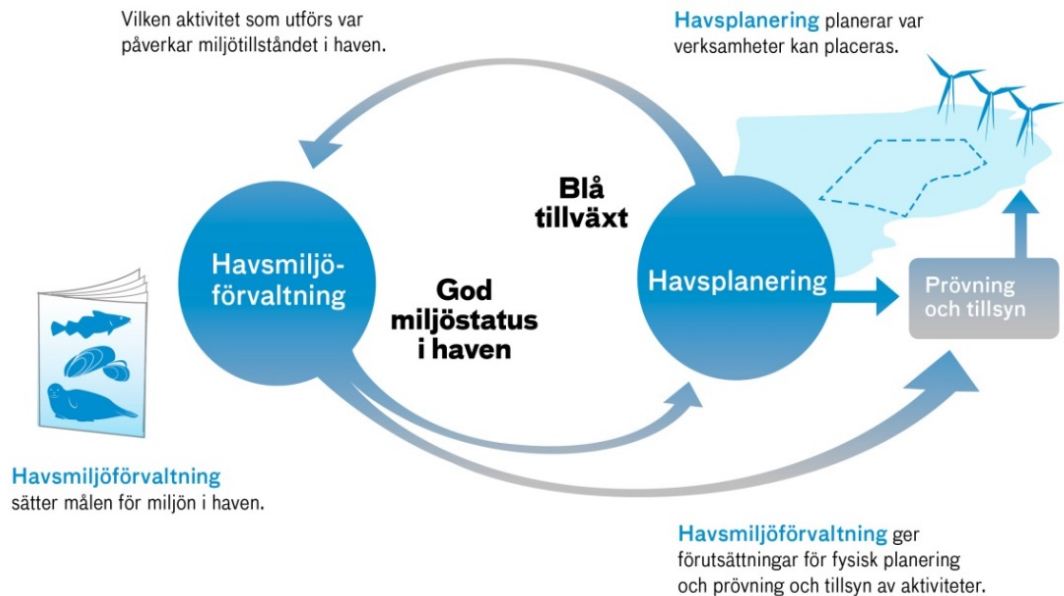 Vilken aktivitet som utförs var
påverkar miljötillståndet i haven.
Havsplanering planerar var
verksamheter kan placeras.
Blå
tillväxt
Havsmiljö-
förvaltning
God
miljöstatus
i haven
Havsplanering
Prövning
och tillsyn
Havsmiljöförvaltning
sätter målen för miljön i haven.
Havsmiljöförvaltning ger
förutsättningar för fysisk planering
och prövning och tillsyn av aktiviteter.